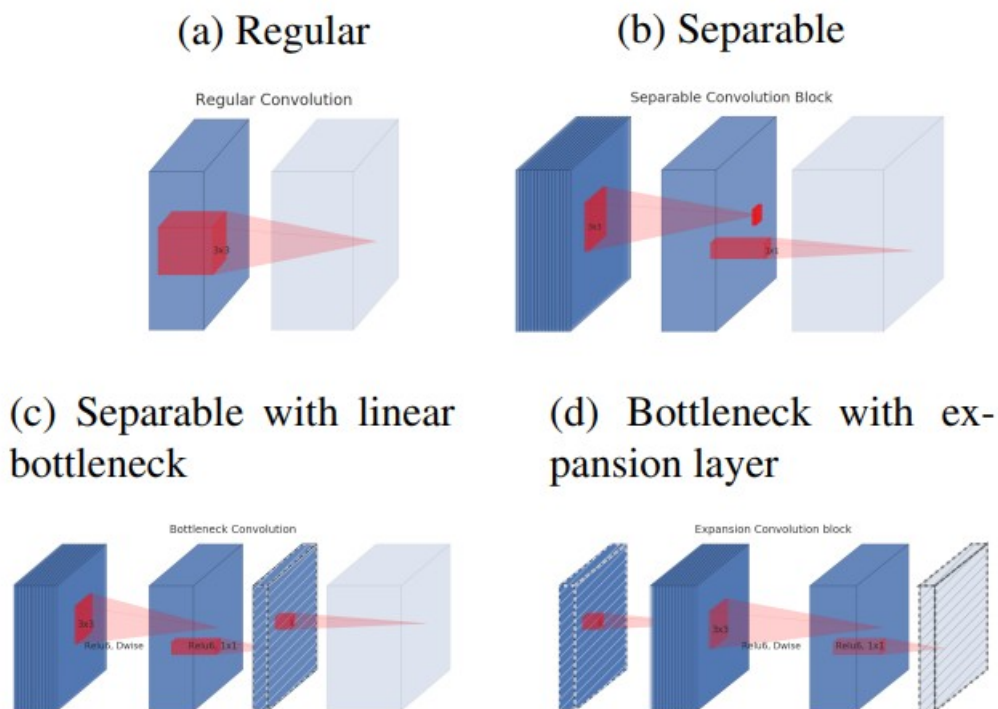 (a) Regular
(b) Separable
Regular Convolution
Separable Convolution Block
3x3
3x3
1x1
(c) Separable with linear
bottleneck
(d) Bottleneck with ex-
pansion layer
Bottleneck Convolution
Expansion Convolution block
3x3
Relu6, Dwise
Relu6, 1x1
3x3
Relu6, Dwise
Relu6, 1x1